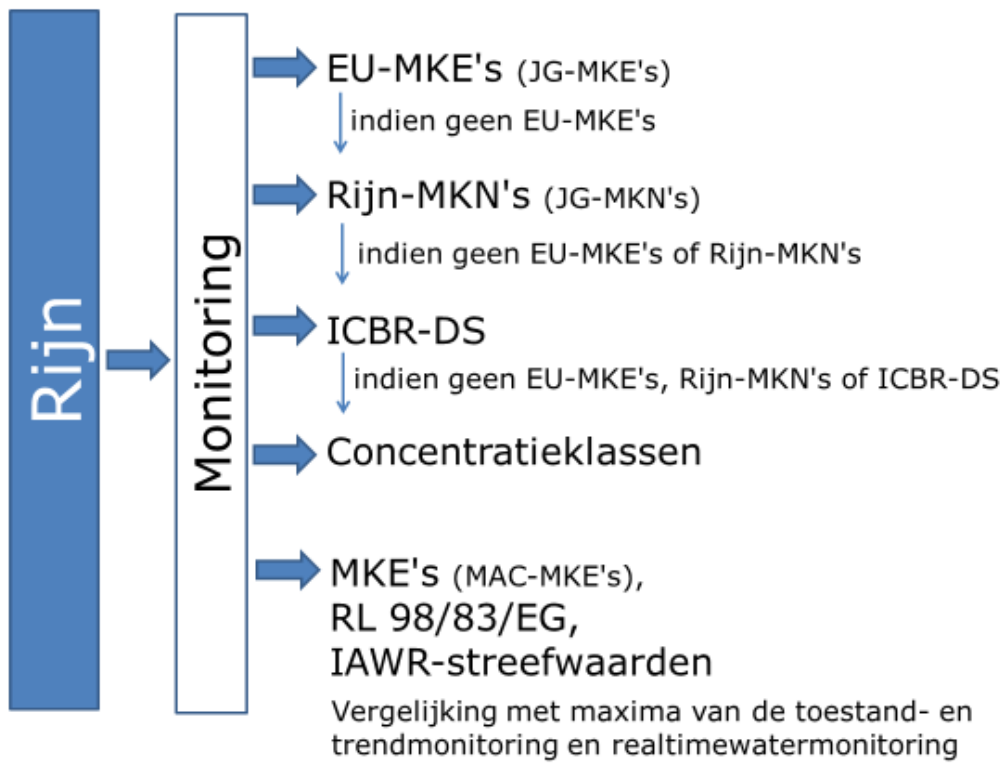 Rijn
Monitoring
EU-MKE's (JG-MKE's)
indien geen EU-MKE's
Rijn-MKN's (JG-MKN's)
indien geen EU-MKE's of Rijn-MKN's
ICBR-DS
indien geen EU-MKE's, Rijn-MKN's of ICBR-DS
Concentratieklassen
MKE's (MAC-MKE's),
RL 98/83/EG,
IAWR-streefwaarden
Vergelijking met maxima van de toestand- en
trendmonitoring en realtimewatermonitoring